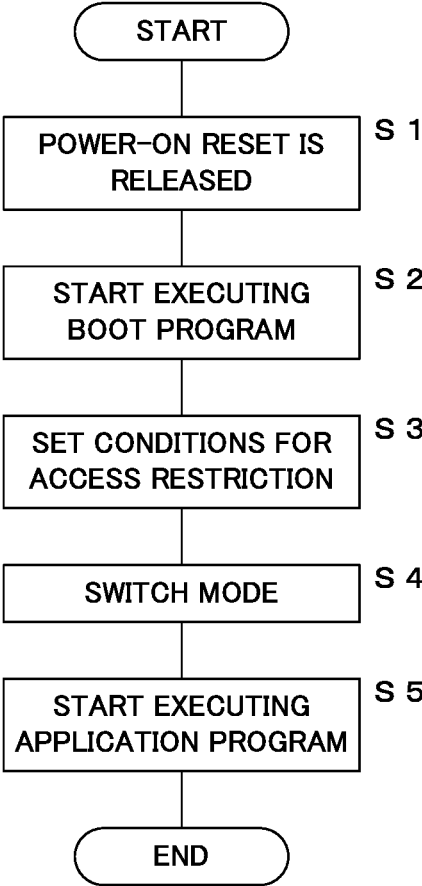 START
POWER-ON RESET IS
RELEASED
S 1
START EXECUTING
BOOT PROGRAM
S 2
SET CONDITIONS FOR
ACCESS RESTRICTION
S 3
SWITCH MODE
S 4
START EXECUTING
APPLICATION PROGRAM
S 5
END